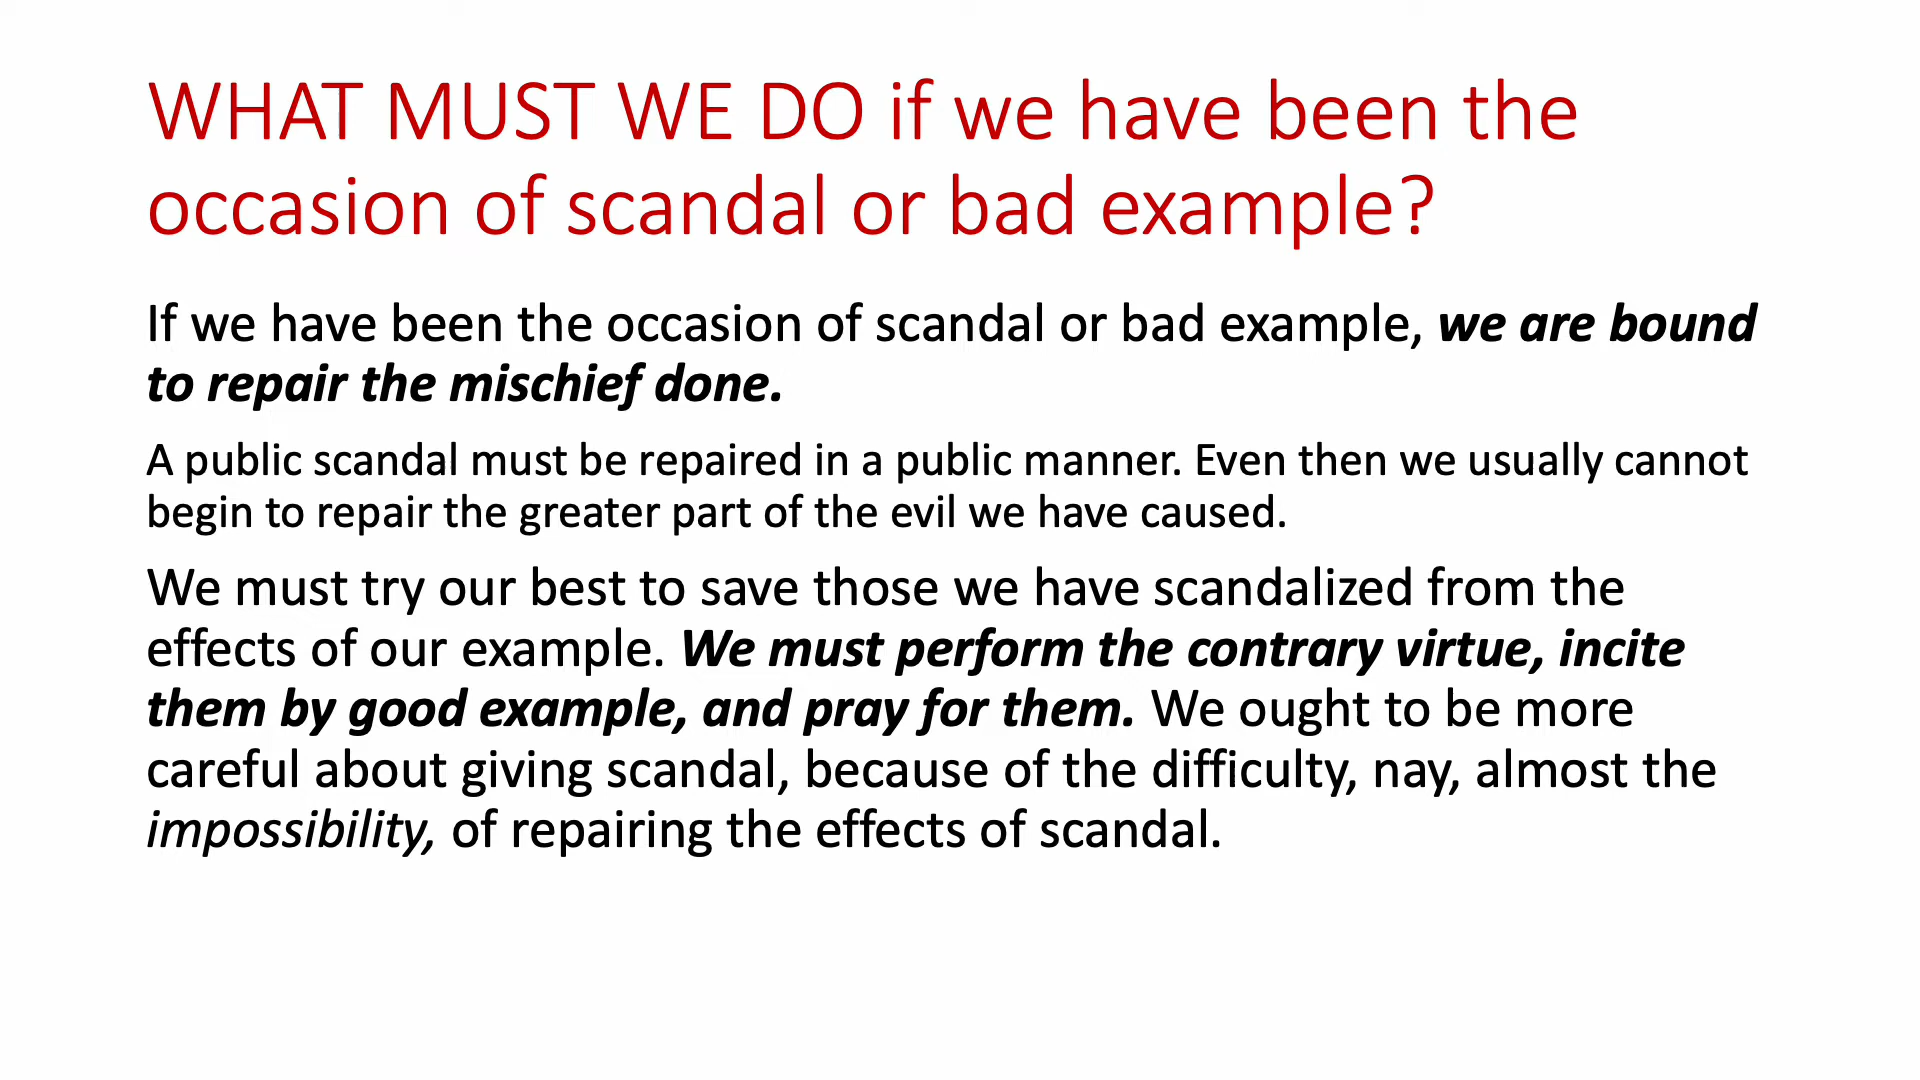 WHAT MUST WE DO if we have been the
occasion of scandal or bad example?
If we have been the occasion of scandal or bad example, we are bound
to repair the mischief done.
A public scandal must be repaired in a public manner. Even then we usually cannot
begin to repair the greater part of the evil we have caused.
We must try our best to save those we have scandalized from the
effects of our example. We must perform the contrary virtue, incite
them by good example, and pray for them. We ought to be more
careful about giving scandal, because of the difficulty, nay, almost the
impossibility, of repairing the effects of scandal.